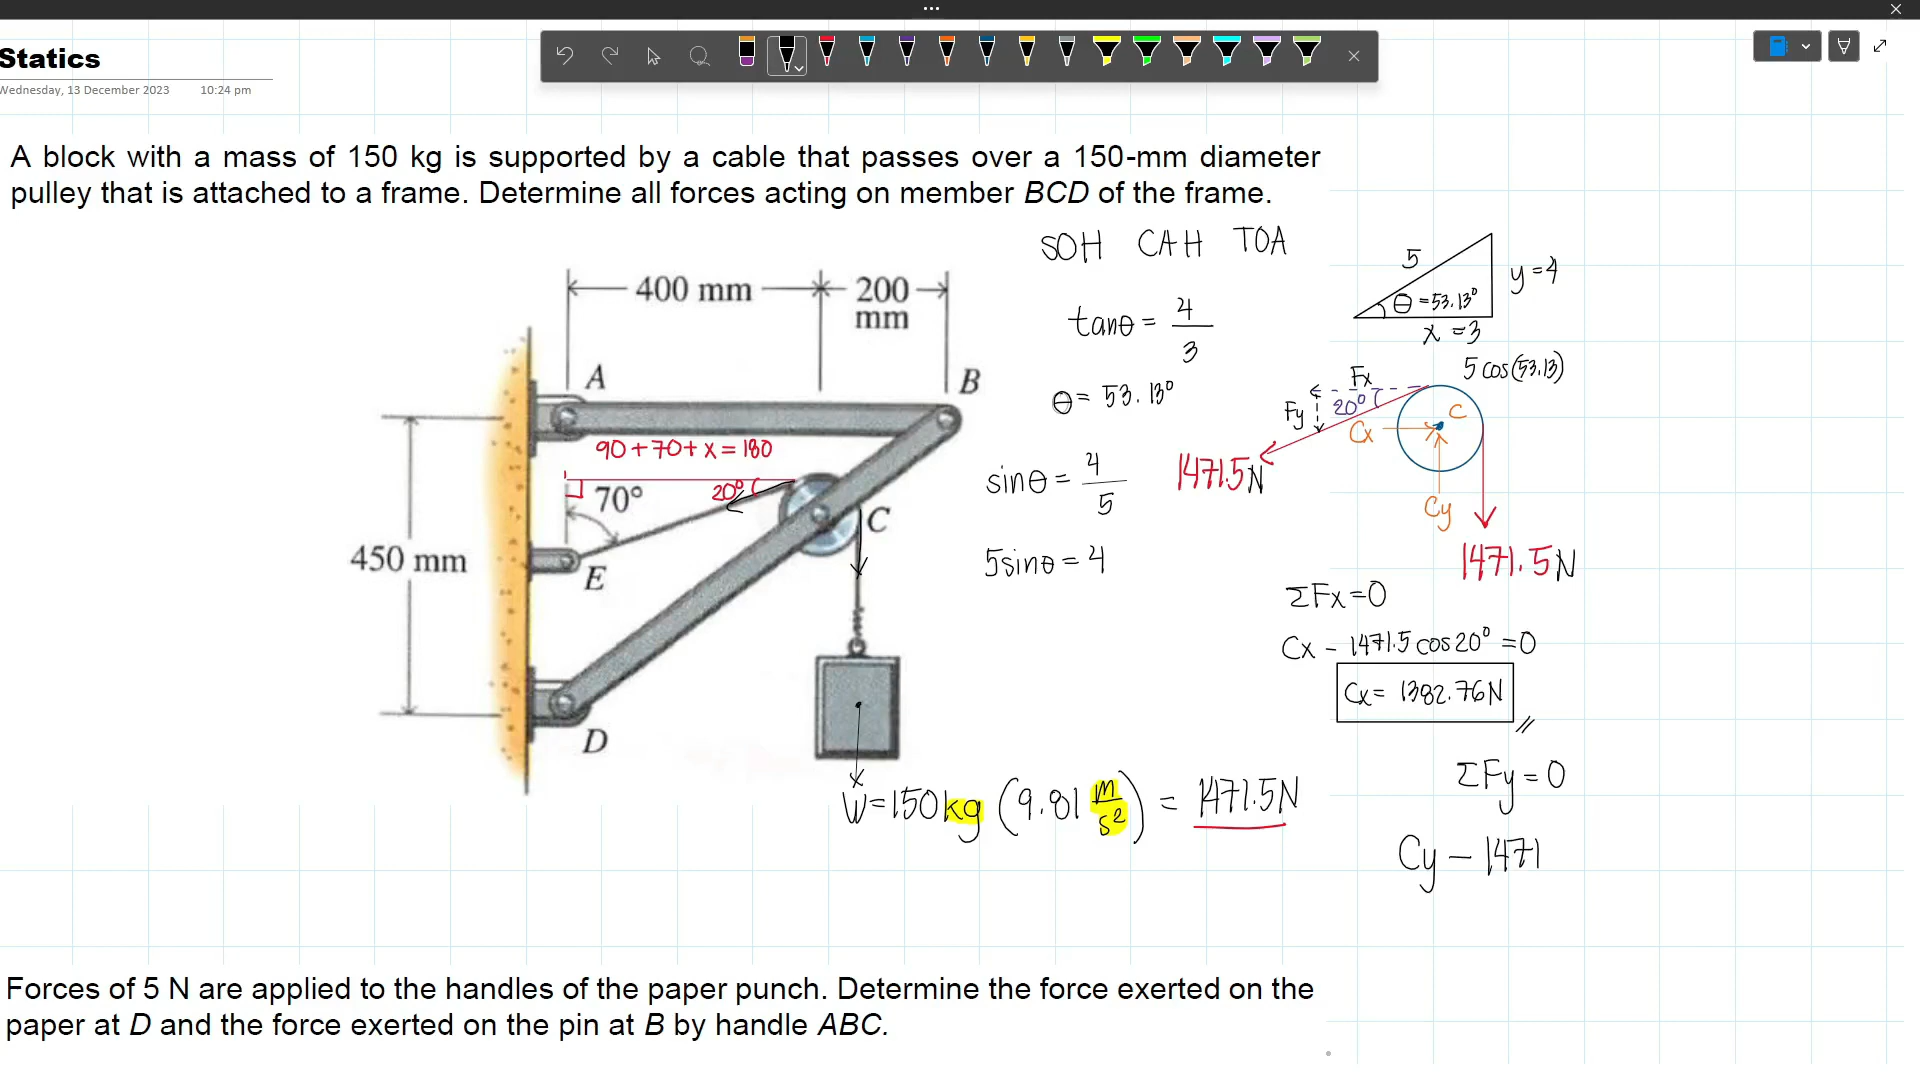 Statics
Wednesday, 13 December 2023 10:24 pm
A block with a mass of 150 kg is supported by a cable that passes over a 150-mm diameter
pulley that is attached to a frame. Determine all forces acting on member BCD of the frame.
SOH CAH TOA
tanθ = 4/3
θ = 53.13°
sinθ = 4/5
5sinθ = 4
5
y = 4
θ = 53.13°
x = 3
5 cos(53.13)
400 mm
200
mm
A
B
90 + 70 + x = 180
70°
20°
C
450 mm
E
D
Fx
Fy
20°
C
Cx
Cy
1471.5N
1471.5N
ΣFx = 0
Cx - 1471.5 cos20° = 0
Cx = 1382.76N
ΣFy = 0
Cy - 1471
W = 150kg (9.81 m/s²) = 1471.5N
Forces of 5 N are applied to the handles of the paper punch. Determine the force exerted on the
paper at D and the force exerted on the pin at B by handle ABC.